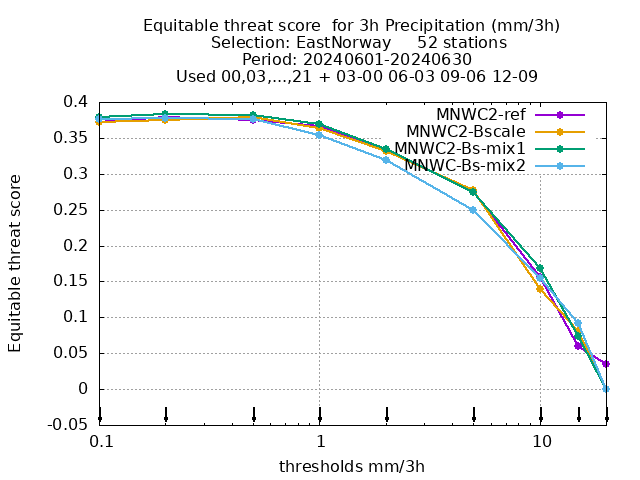 Equitable threat score  for 3h Precipitation (mm/3h)
Selection: EastNorway     52 stations
Period: 20240601-20240630
Used 00,03,...,21 + 03-00 06-03 09-06 12-09
MNWC2-ref
MNWC2-Bscale
MNWC2-Bs-mix1
MNWC-Bs-mix2
Equitable threat score
0.4
0.35
0.3
0.25
0.2
0.15
0.1
0.05
0
-0.05
0.1 1 10
thresholds mm/3h